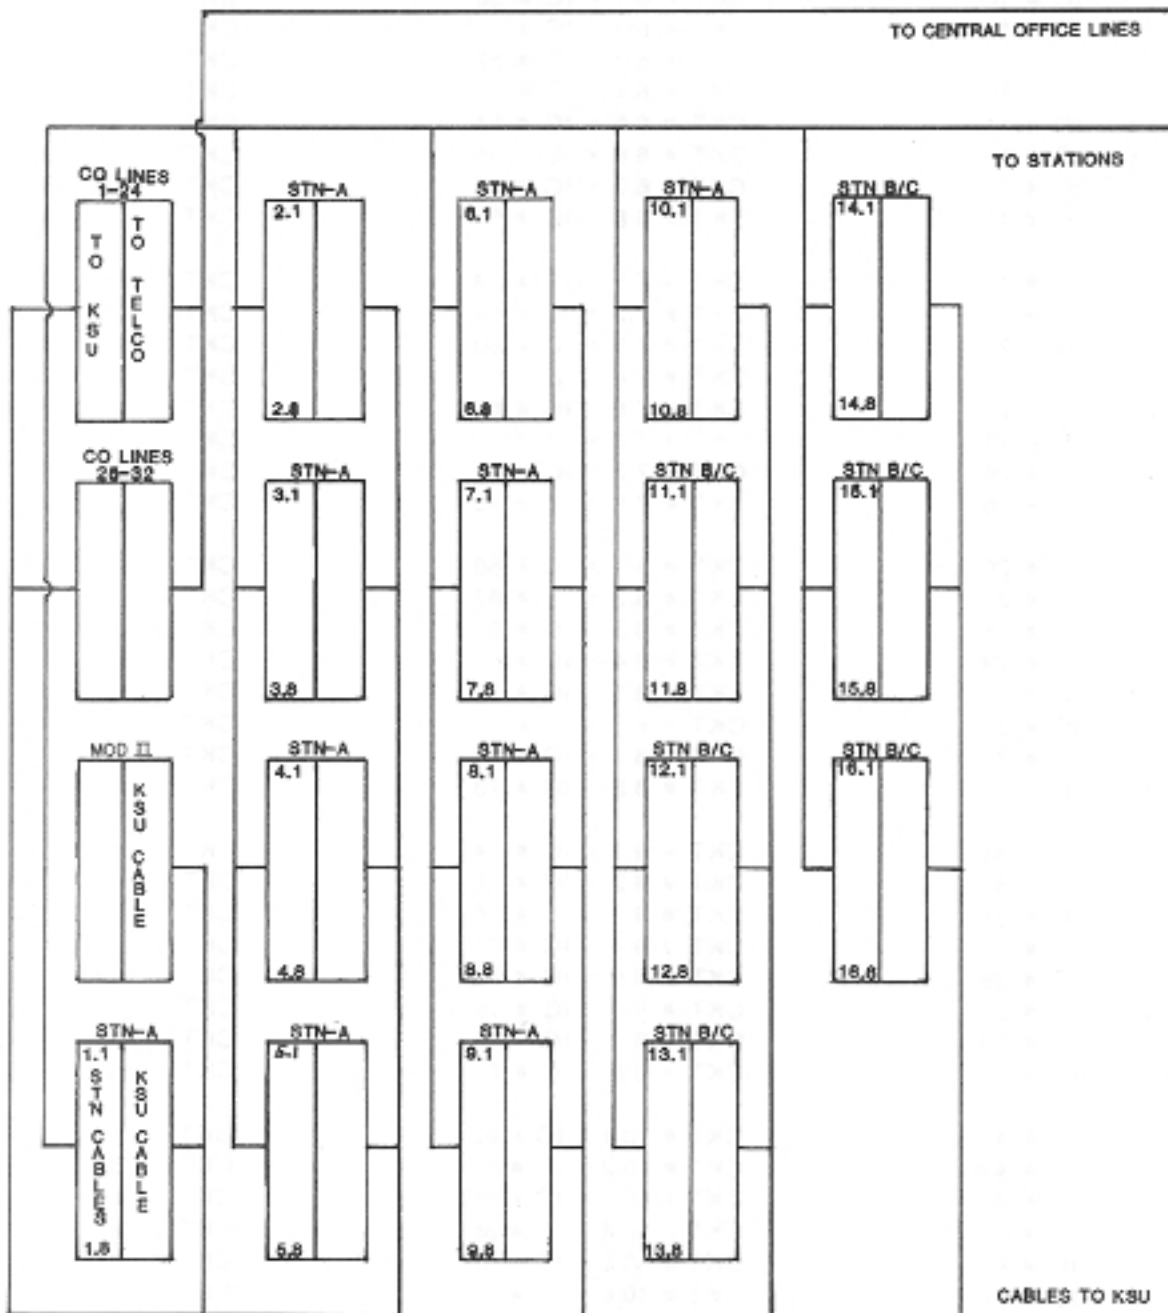 TO CENTRAL OFFICE LINES
TO STATIONS
CO LINES
1-24
TO KSU
TO TELCO
CO LINES
28-32
MOD II
KSU CABLE
STN-A
1.1
STN CABLES
KSU CABLE
1.8
STN-A
2.1
2.8
STN-A
3.1
3.8
STN-A
4.1
4.8
STN-A
5.1
5.8
STN-A
6.1
6.8
STN-A
7.1
7.8
STN-A
8.1
8.8
STN-A
9.1
9.8
STN-A
10.1
10.8
STN B/C
11.1
11.8
STN B/C
12.1
12.8
STN B/C
13.1
13.8
STN B/C
14.1
14.8
STN B/C
15.1
15.8
STN B/C
16.1
16.8
CABLES TO KSU